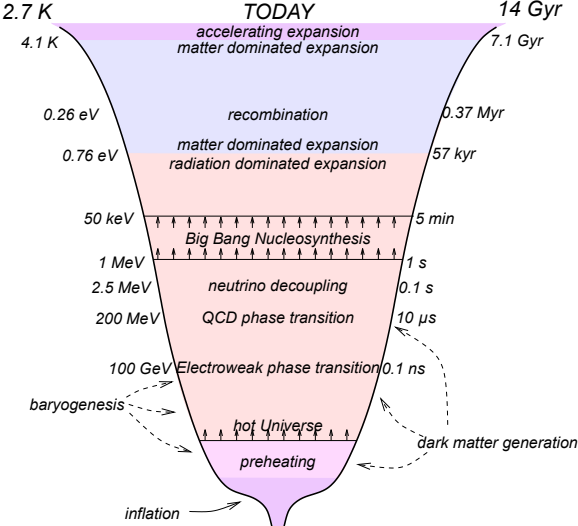 2.7 K TODAY 14 Gyr
accelerating expansion
4.1 K matter dominated expansion 7.1 Gyr
0.26 eV recombination 0.37 Myr
matter dominated expansion
0.76 eV radiation dominated expansion 57 kyr
50 keV 5 min
Big Bang Nucleosynthesis
1 MeV 1 s
2.5 MeV neutrino decoupling 0.1 s
200 MeV QCD phase transition 10 µs
100 GeV Electroweak phase transition 0.1 ns
baryogenesis
hot Universe
dark matter generation
preheating
inflation